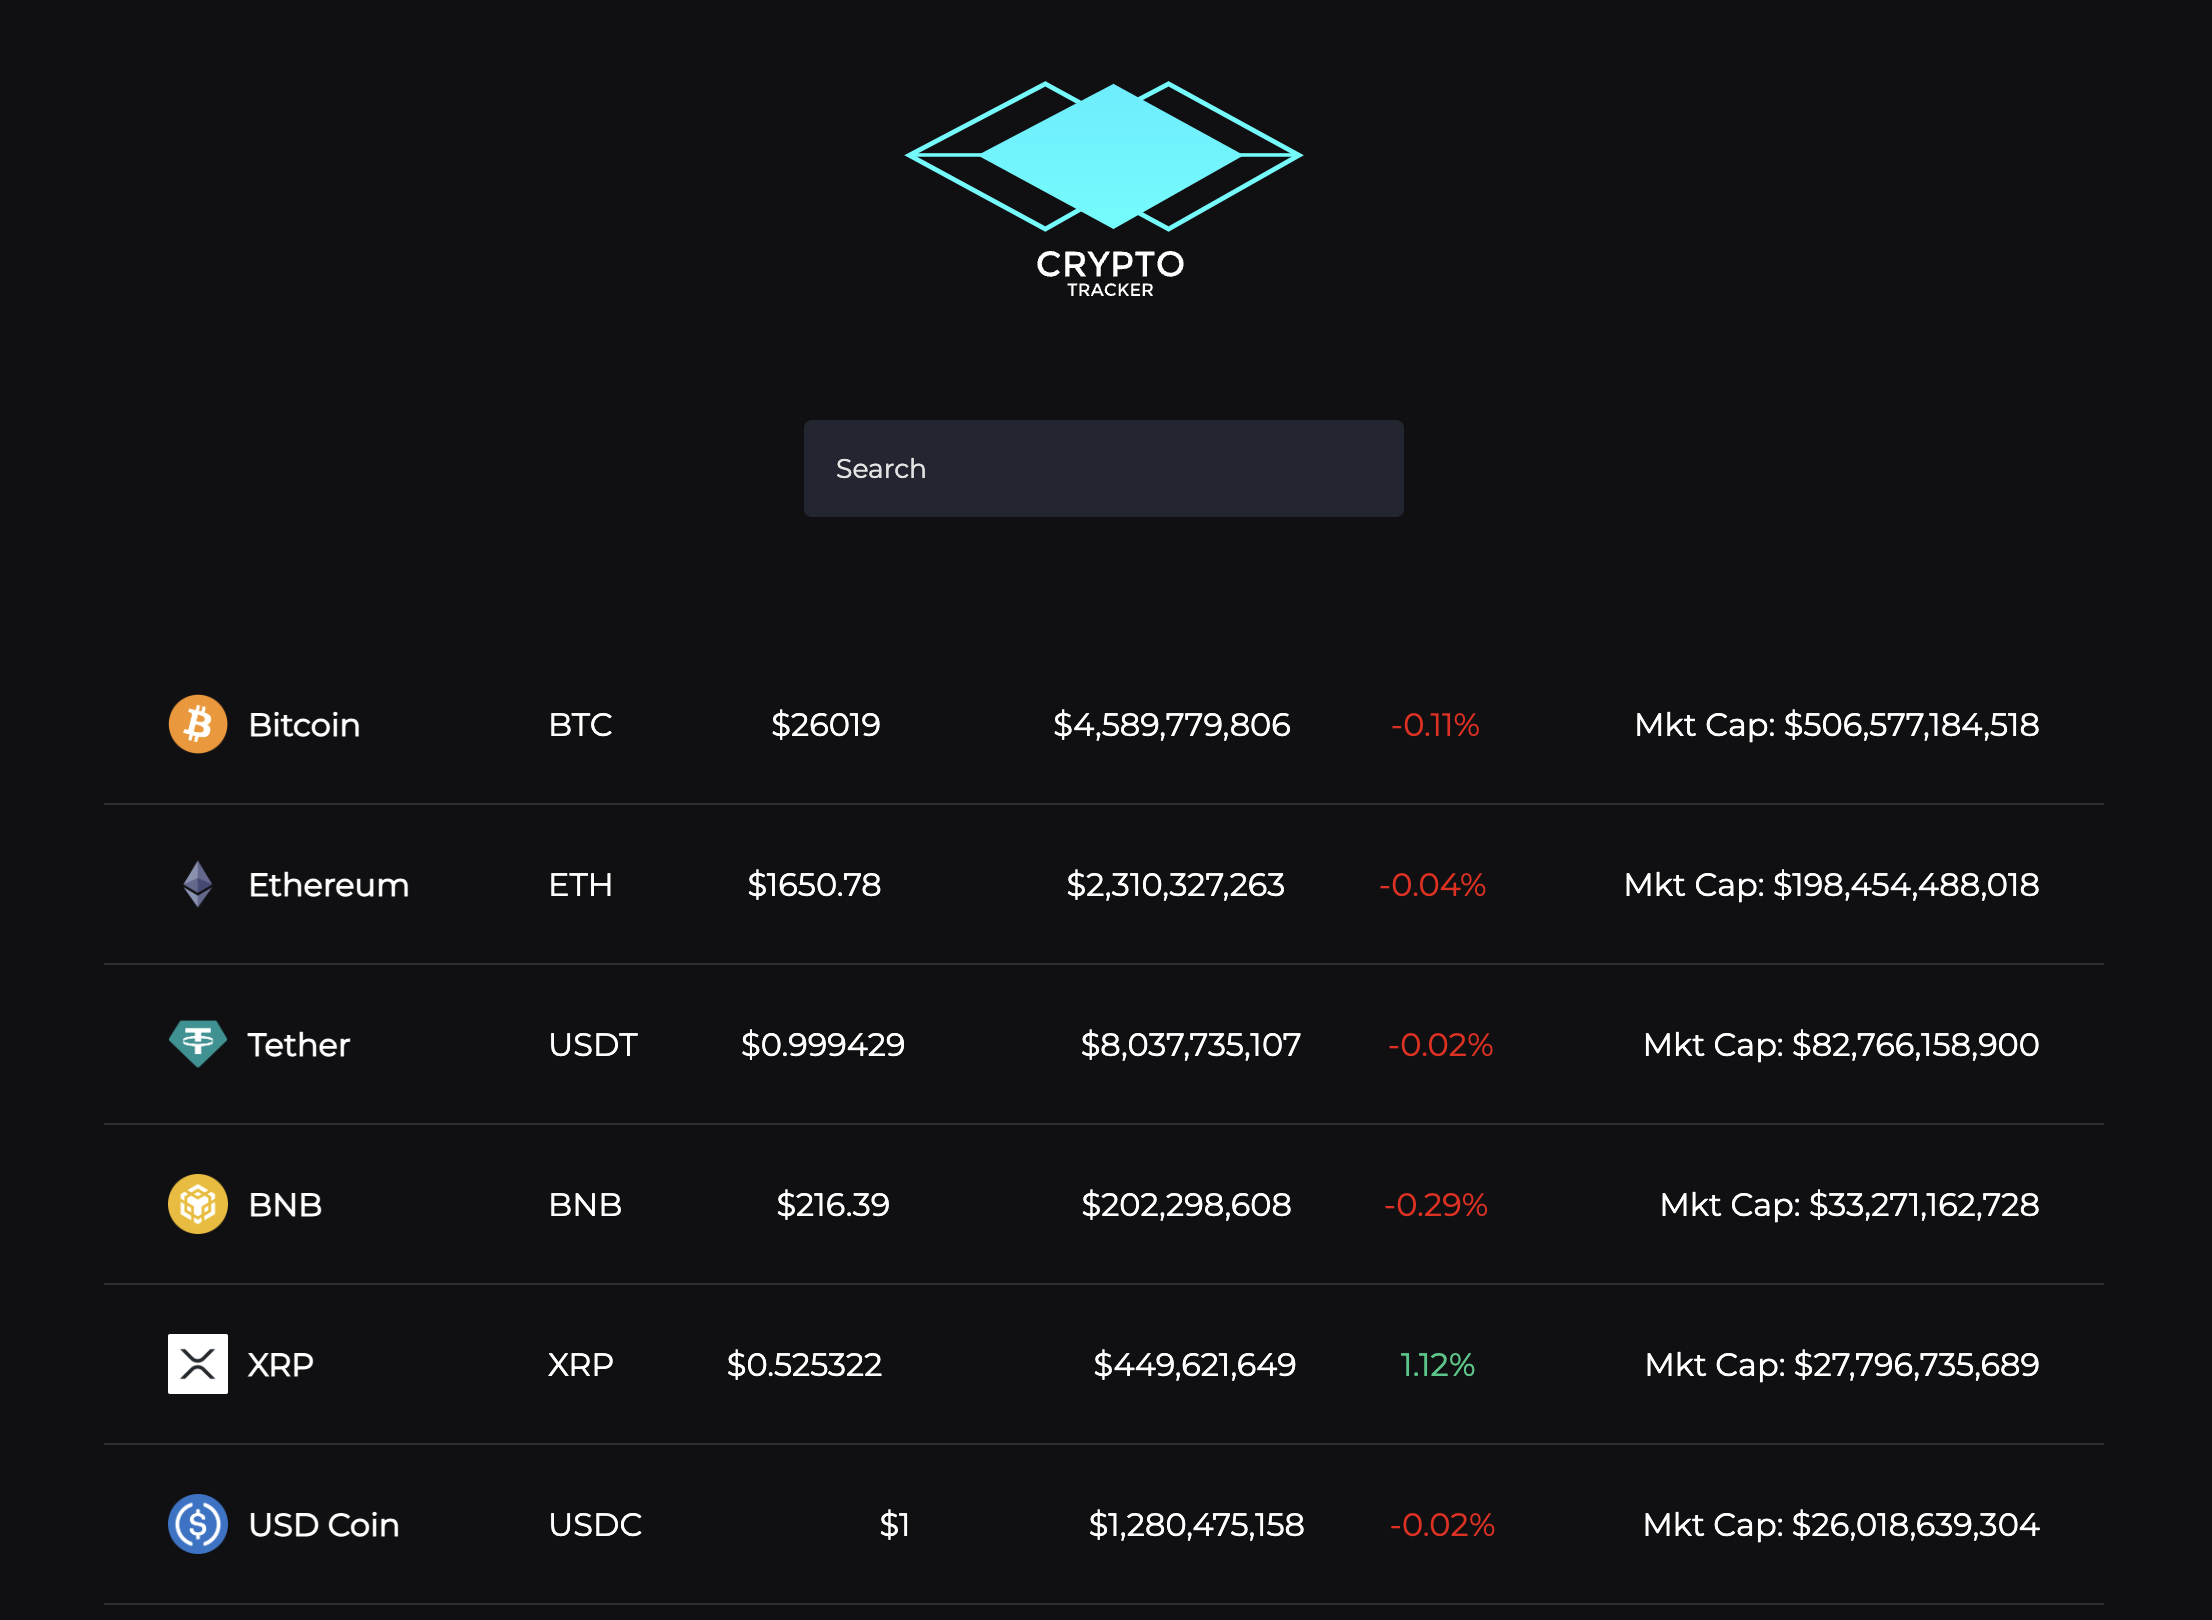 CRYPTO
TRACKER
Search
Bitcoin BTC $26019 $4,589,779,806 -0.11% Mkt Cap: $506,577,184,518
Ethereum ETH $1650.78 $2,310,327,263 -0.04% Mkt Cap: $198,454,488,018
Tether USDT $0.999429 $8,037,735,107 -0.02% Mkt Cap: $82,766,158,900
BNB BNB $216.39 $202,298,608 -0.29% Mkt Cap: $33,271,162,728
XRP XRP $0.525322 $449,621,649 1.12% Mkt Cap: $27,796,735,689
USD Coin USDC $1 $1,280,475,158 -0.02% Mkt Cap: $26,018,639,304